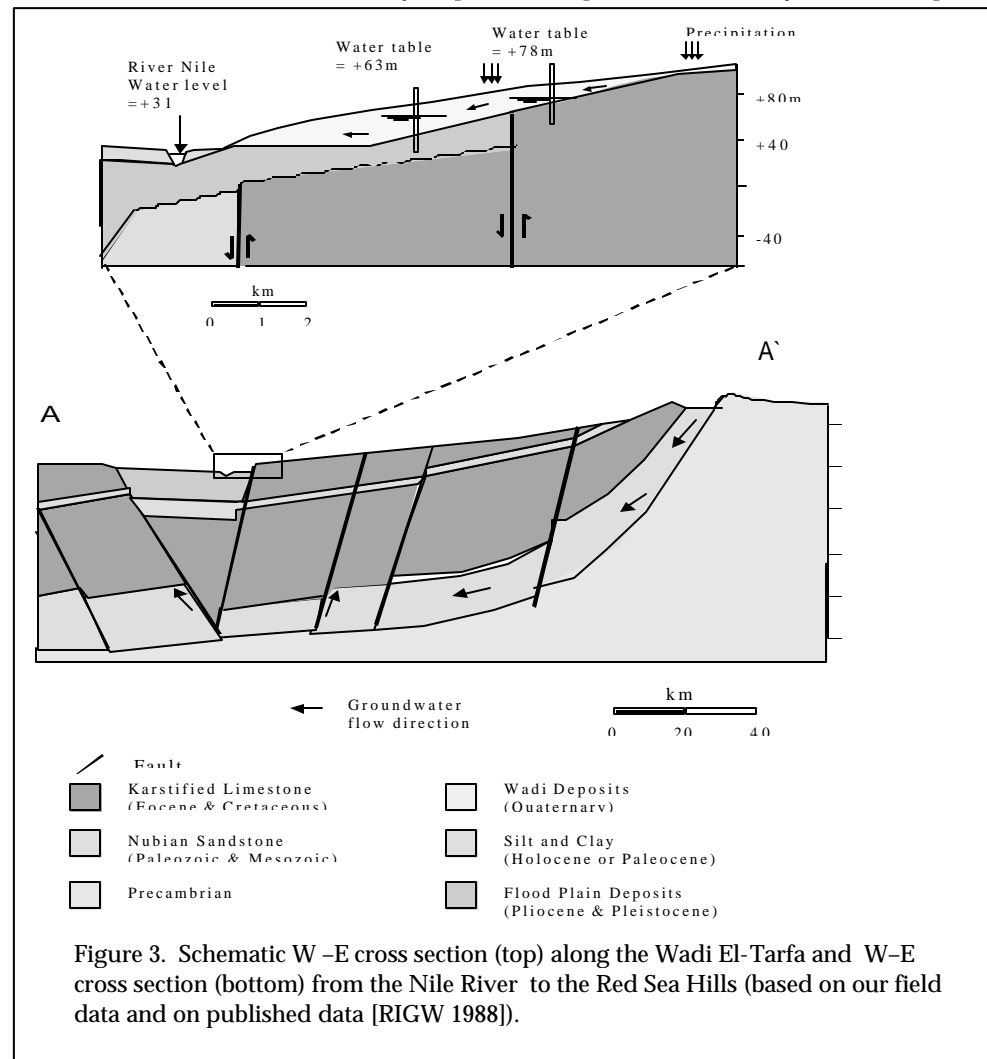 Water table
= +63m
Water table
= +78m
Precipitation
River Nile
Water level
=+31
+80m
+40
-40
km
0 1 2
A
A`
Groundwater
flow direction
km
0 20 40
Fault
Karstified Limestone
(Eocene & Cretaceous)
Nubian Sandstone
(Paleozoic & Mesozoic)
Precambrian
Wadi Deposits
(Quaternary)
Silt and Clay
(Holocene or Paleocene)
Flood Plain Deposits
(Pliocene & Pleistocene)
Figure 3. Schematic W –E cross section (top) along the Wadi El-Tarfa and W–E
cross section (bottom) from the Nile River to the Red Sea Hills (based on our field
data and on published data [RIGW 1988]).